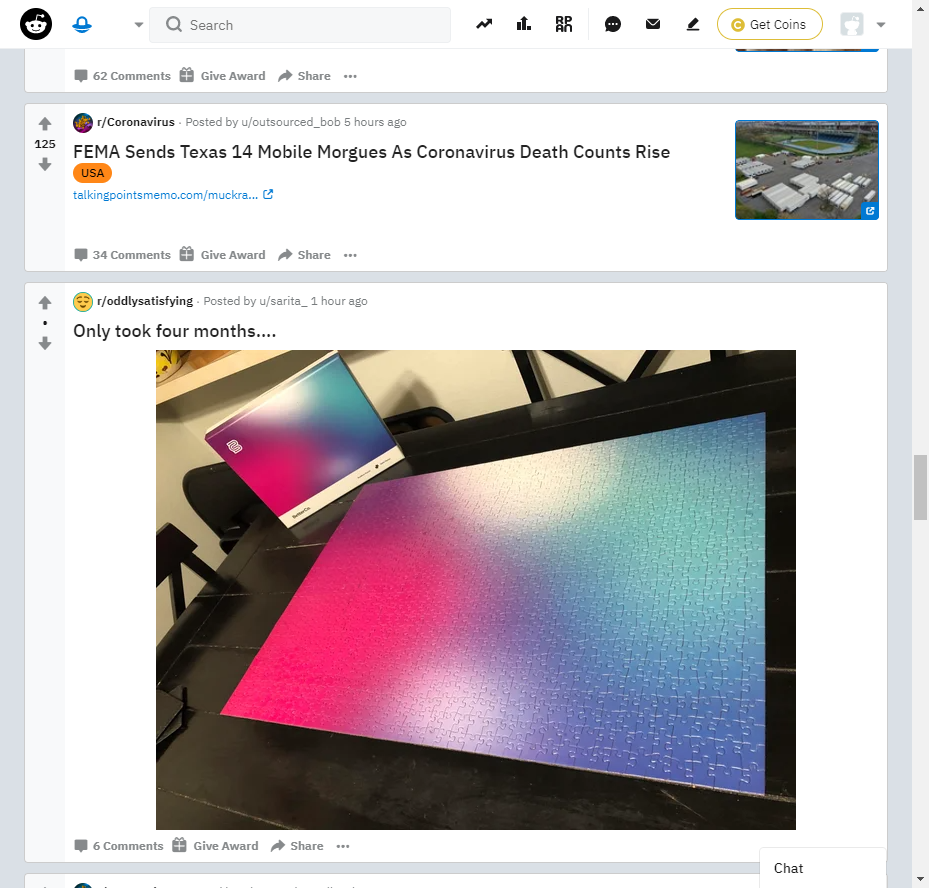 Search
RP
AN
Get Coins
62 Comments Give Award Share
r/Coronavirus · Posted by u/outsourced_bob 5 hours ago
125
FEMA Sends Texas 14 Mobile Morgues As Coronavirus Death Counts Rise
USA
talkingpointsmemo.com/muckra...
34 Comments Give Award Share
r/oddlysatisfying · Posted by u/sarita_ 1 hour ago
•
Only took four months....
6 Comments Give Award Share
Chat